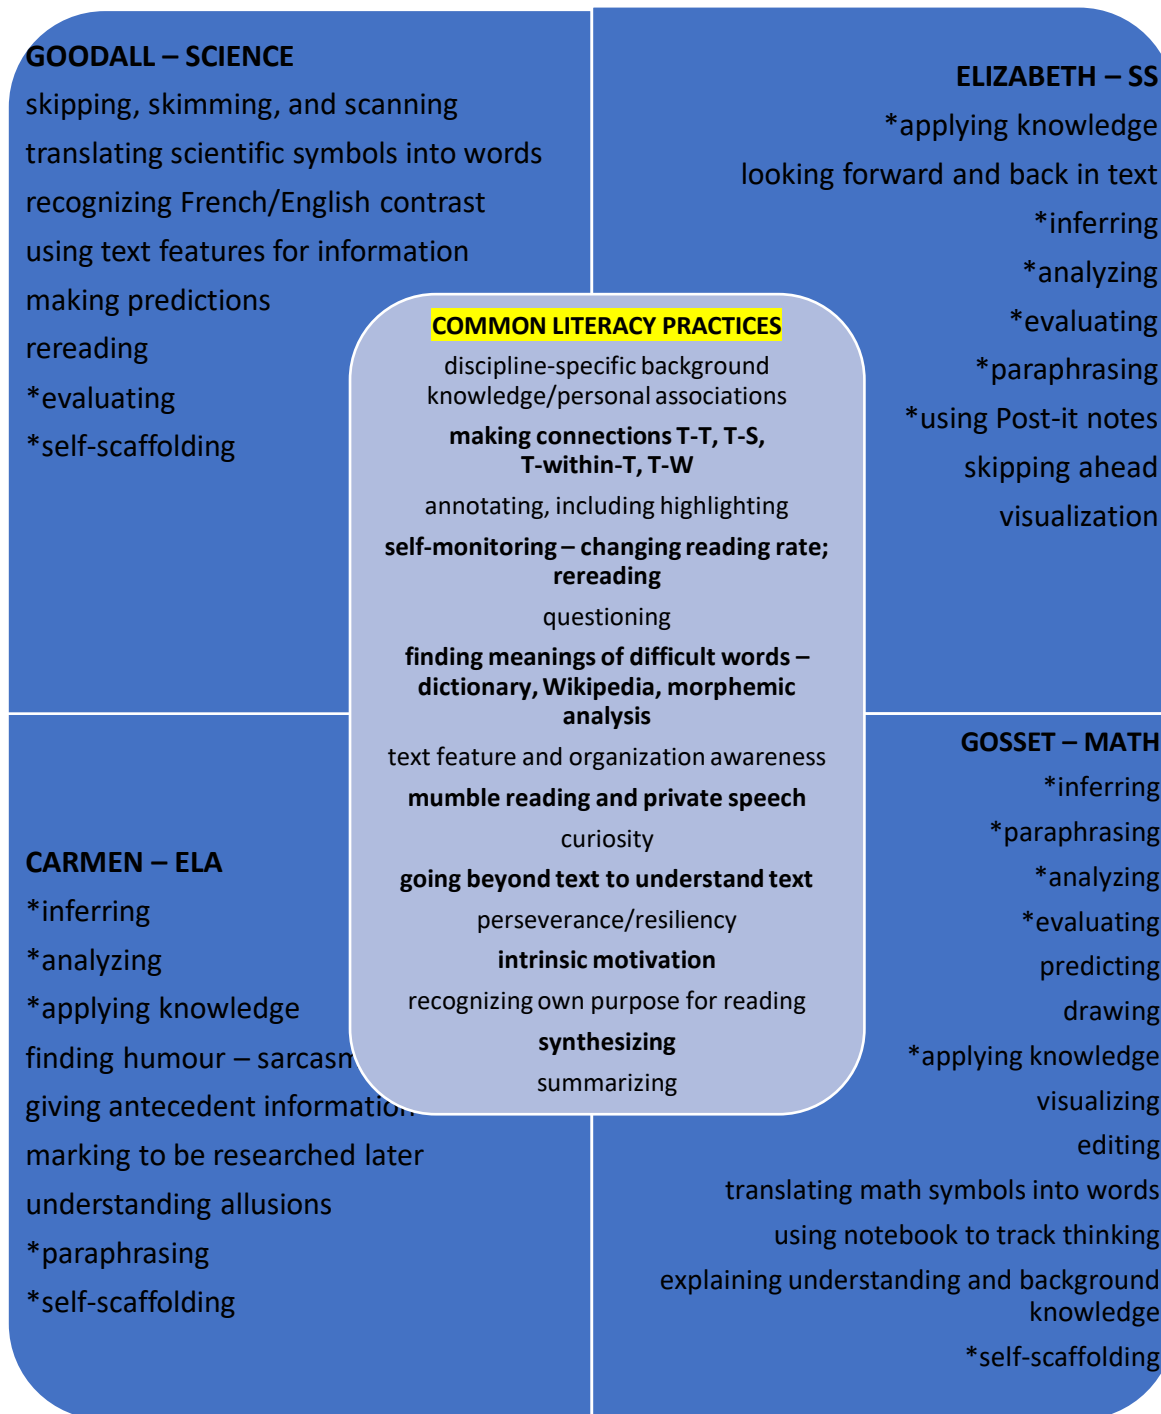 GOODALL – SCIENCE
skipping, skimming, and scanning
translating scientific symbols into words
recognizing French/English contrast
using text features for information
making predictions
rereading
*evaluating
*self-scaffolding
ELIZABETH – SS
*applying knowledge
looking forward and back in text
*inferring
*analyzing
*evaluating
*paraphrasing
*using Post-it notes
skipping ahead
visualization
COMMON LITERACY PRACTICES
discipline-specific background
knowledge/personal associations
making connections T-T, T-S,
T-within-T, T-W
annotating, including highlighting
self-monitoring – changing reading rate;
rereading
questioning
finding meanings of difficult words –
dictionary, Wikipedia, morphemic
analysis
text feature and organization awareness
mumble reading and private speech
curiosity
going beyond text to understand text
perseverance/resiliency
intrinsic motivation
recognizing own purpose for reading
synthesizing
summarizing
CARMEN – ELA
*inferring
*analyzing
*applying knowledge
finding humour – sarcasm
giving antecedent information
marking to be researched later
understanding allusions
*paraphrasing
*self-scaffolding
GOSSET – MATH
*inferring
*paraphrasing
*analyzing
*evaluating
predicting
drawing
*applying knowledge
visualizing
editing
translating math symbols into words
using notebook to track thinking
explaining understanding and background
knowledge
*self-scaffolding